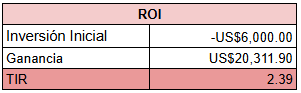 ROI
Inversión Inicial -US$6,000.00
Ganancia US$20,311.90
TIR 2.39